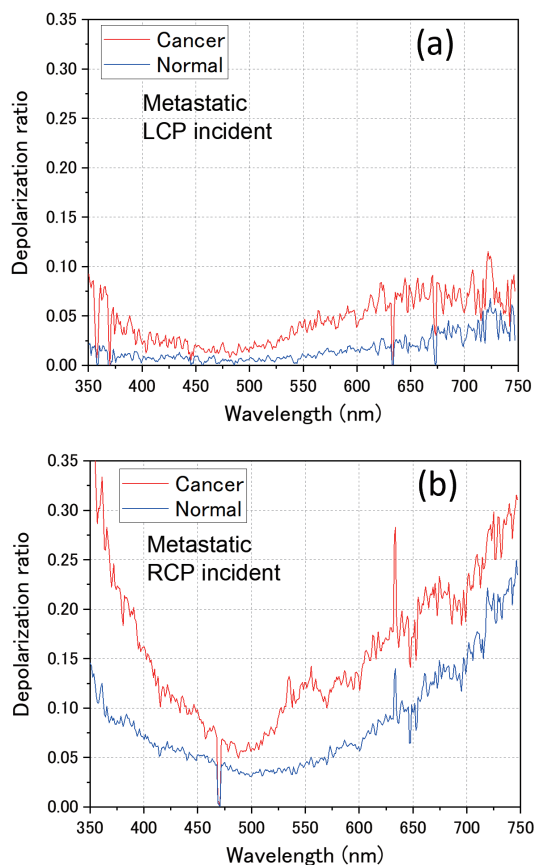 (a)
Cancer
Normal
Metastatic
LCP incident
Depolarization ratio
0.35
0.30
0.25
0.20
0.15
0.10
0.05
0.00
350 400 450 500 550 600 650 700 750
Wavelength (nm)
(b)
Cancer
Normal
Metastatic
RCP incident
Depolarization ratio
0.35
0.30
0.25
0.20
0.15
0.10
0.05
0.00
350 400 450 500 550 600 650 700 750
Wavelength (nm)